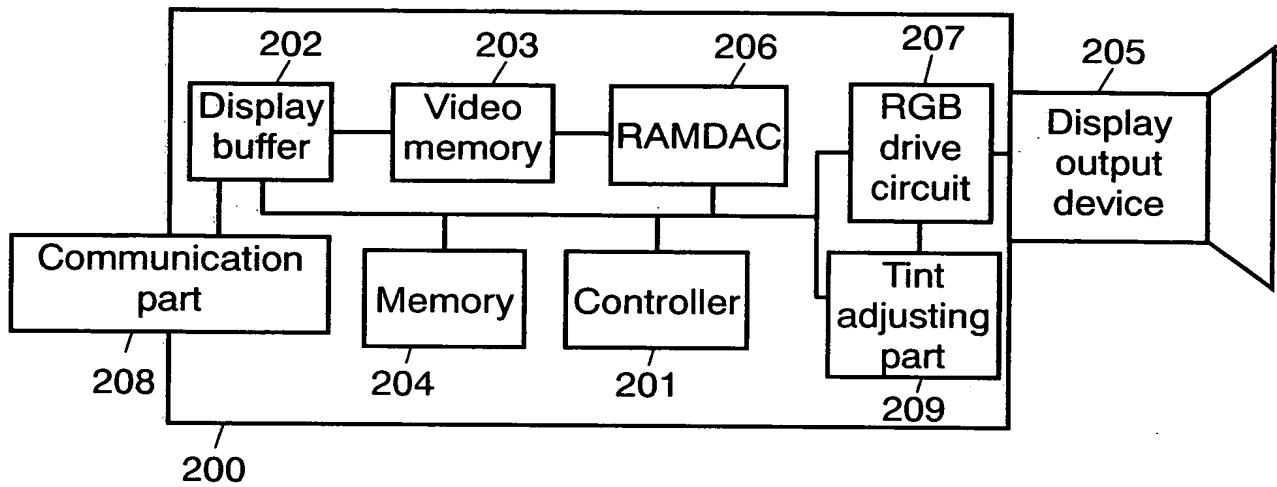 202
203
206
207
205
Display
buffer
Video
memory
RAMDAC
RGB
drive
circuit
Display
output
device
Communication
part
Memory
Controller
Tint
adjusting
part
208
204
201
209
200